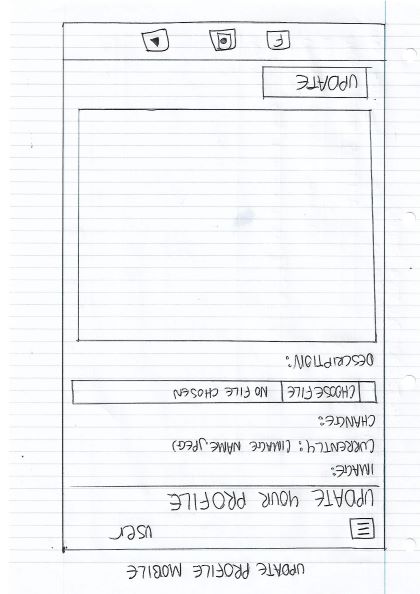 UPDATE PROFILE MOBILE
user
UPDATE YOUR PROFILE
IMAGE:
CURRENTLY: (IMAGE NAME.JPEG)
CHANGE:
CHOOSE FILE NO FILE CHOSEN
DESCRIPTION:
UPDATE
F